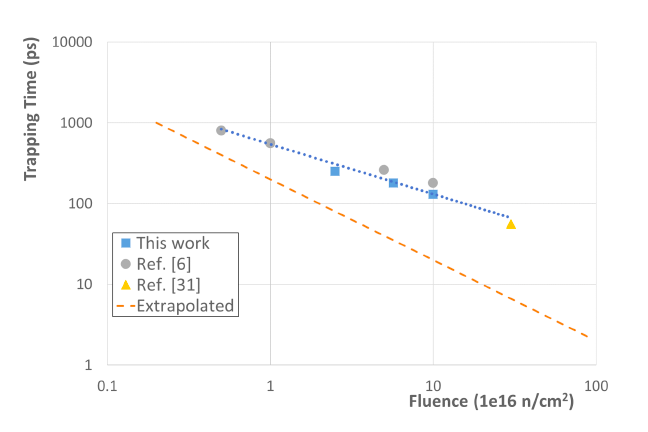 Trapping Time (ps)
10000
1000
100
10
1
This work
Ref. [6]
Ref. [31]
Extrapolated
0.1 1 10 100
Fluence (1e16 n/cm²)